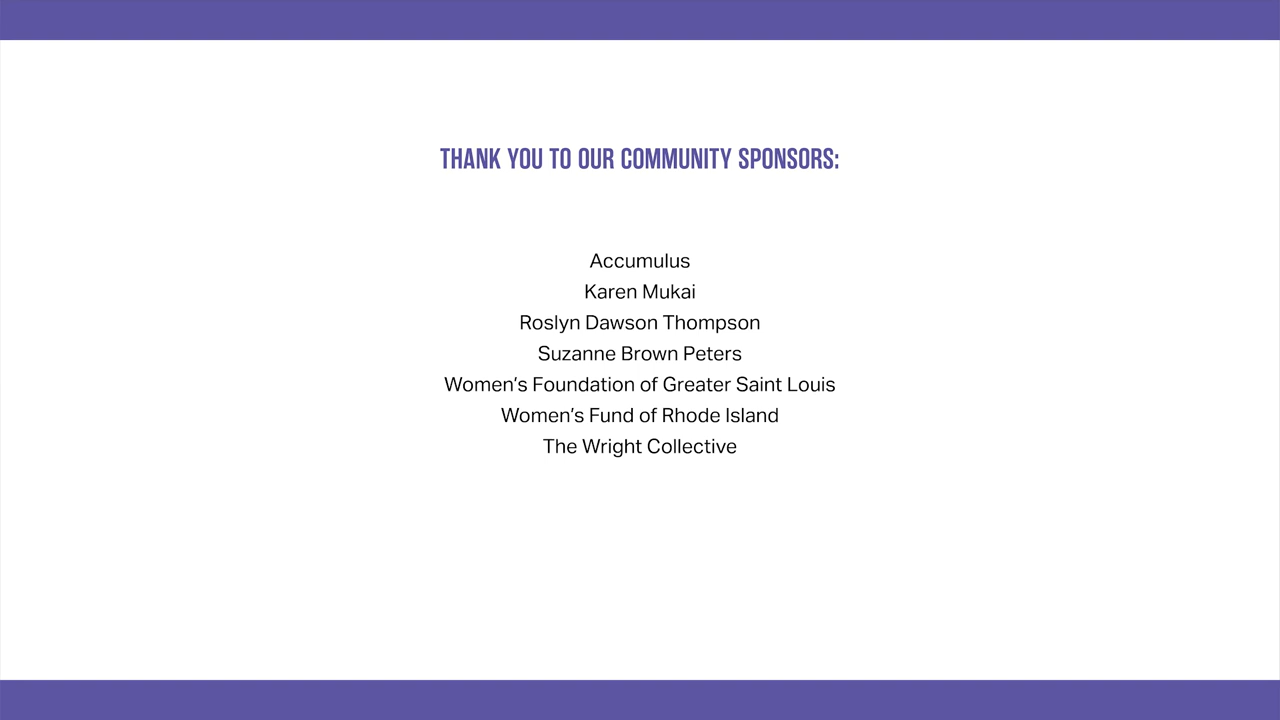 THANK YOU TO OUR COMMUNITY SPONSORS:
Accumulus
Karen Mukai
Roslyn Dawson Thompson
Suzanne Brown Peters
Women’s Foundation of Greater Saint Louis
Women’s Fund of Rhode Island
The Wright Collective